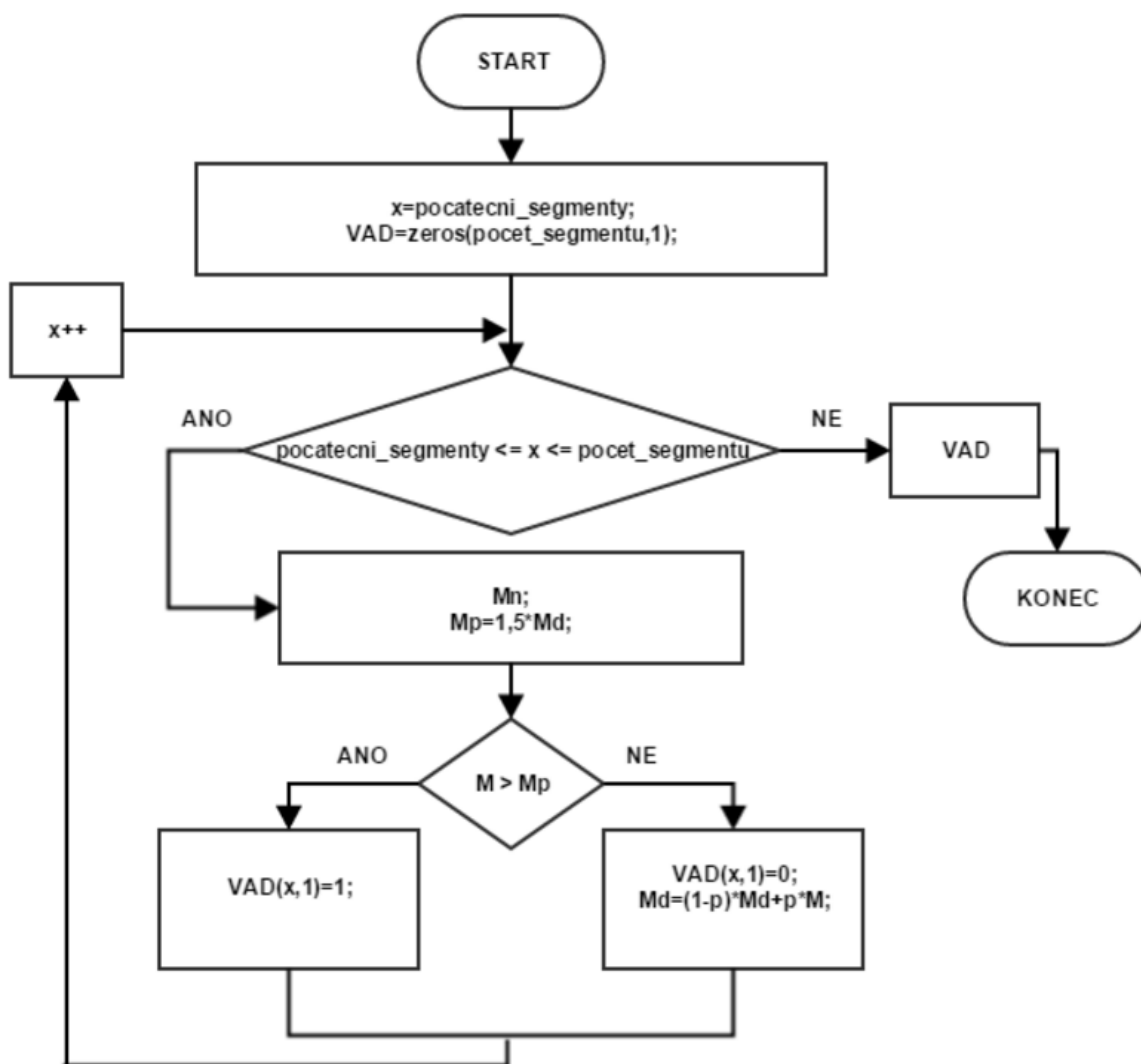 START
x=pocatecni_segmenty;
VAD=zeros(pocet_segmentu,1);
x++
ANO
NE
pocatecni_segmenty <= x <= pocet_segmentu
VAD
Mn;
Mp=1,5*Md;
KONEC
ANO
NE
M > Mp
VAD(x,1)=1;
VAD(x,1)=0;
Md=(1-p)*Md+p*M;